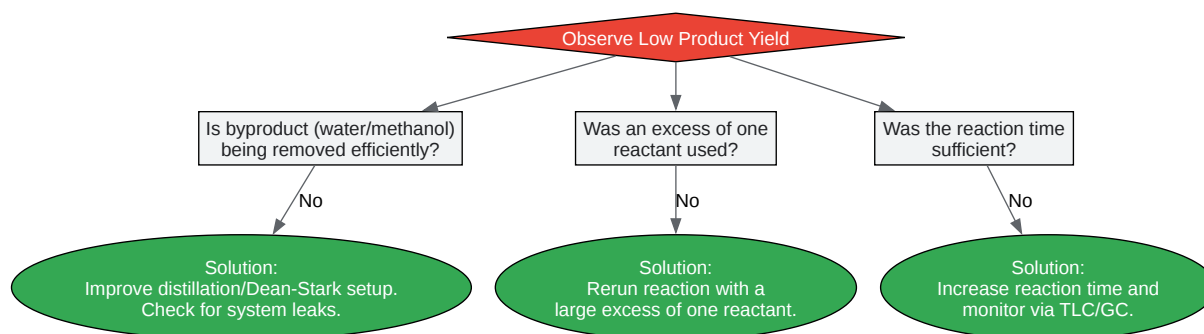 Observe Low Product Yield
Is byproduct (water/methanol)
being removed efficiently?
Was an excess of one
reactant used?
Was the reaction time
sufficient?
No
No
No
Solution:
Improve distillation/Dean-Stark setup.
Check for system leaks.
Solution:
Rerun reaction with a
large excess of one reactant.
Solution:
Increase reaction time and
monitor via TLC/GC.